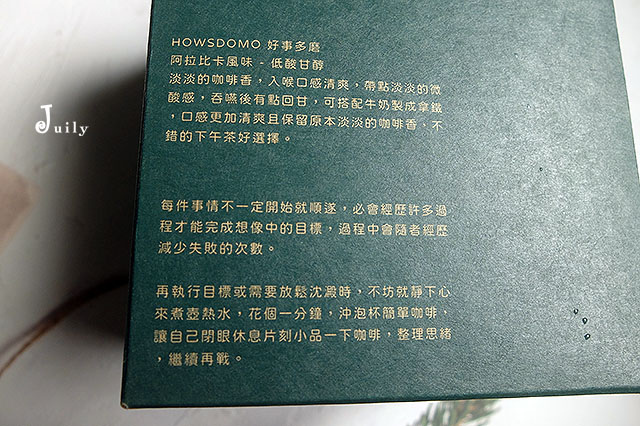 HOWSDOMO 好事多磨
阿拉比卡風味 - 低酸甘醇
淡淡的咖啡香，入喉口感清爽，帶點淡淡的微
酸感，吞嚥後有點回甘，可搭配牛奶製成拿鐵
，口感更加清爽且保留原本淡淡的咖啡香、不
錯的下午茶好選擇。
每件事情不一定開始就順遂，必會經歷許多過
程才能完成想像中的目標，過程中會隨者經歷
減少失敗的次數。
再執行目標或需要放鬆沈澱時，不坊就靜下心
來煮壺熱水，花個一分鐘，沖泡杯簡單咖啡，
讓自己閉眼休息片刻小品一下咖啡，整理思緒
，繼續再戰。
Juily